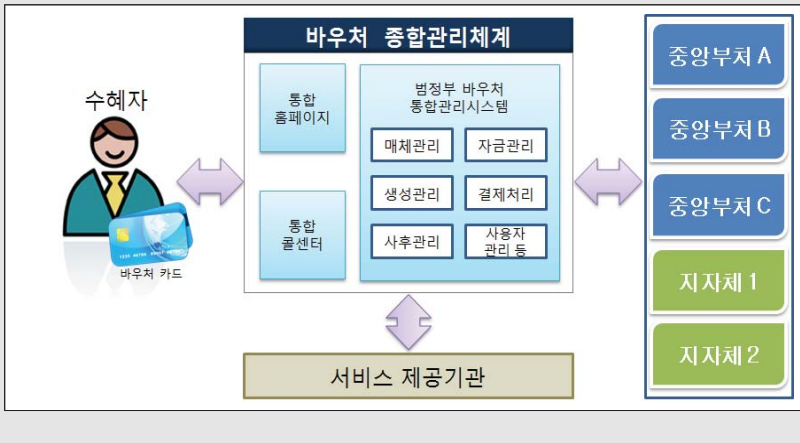 수혜자
바우처 카드
바우처 종합관리체계
통합
홈페이지
통합
콜센터
범정부 바우처
통합관리시스템
매체관리
자금관리
생성관리
결제처리
사후관리
사용자
관리 등
서비스 제공기관
중앙부처 A
중앙부처 B
중앙부처 C
지자체 1
지자체 2